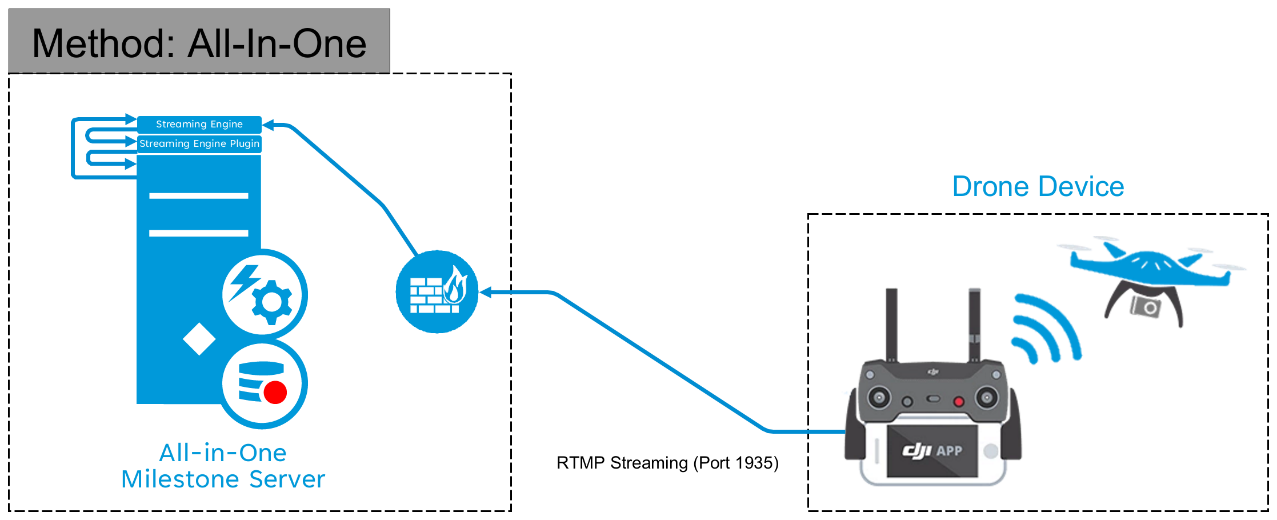 Method: All-In-One
Streaming Engine
Streaming Engine Plugin
All-in-One
Milestone Server
RTMP Streaming (Port 1935)
Drone Device
dji
dji APP